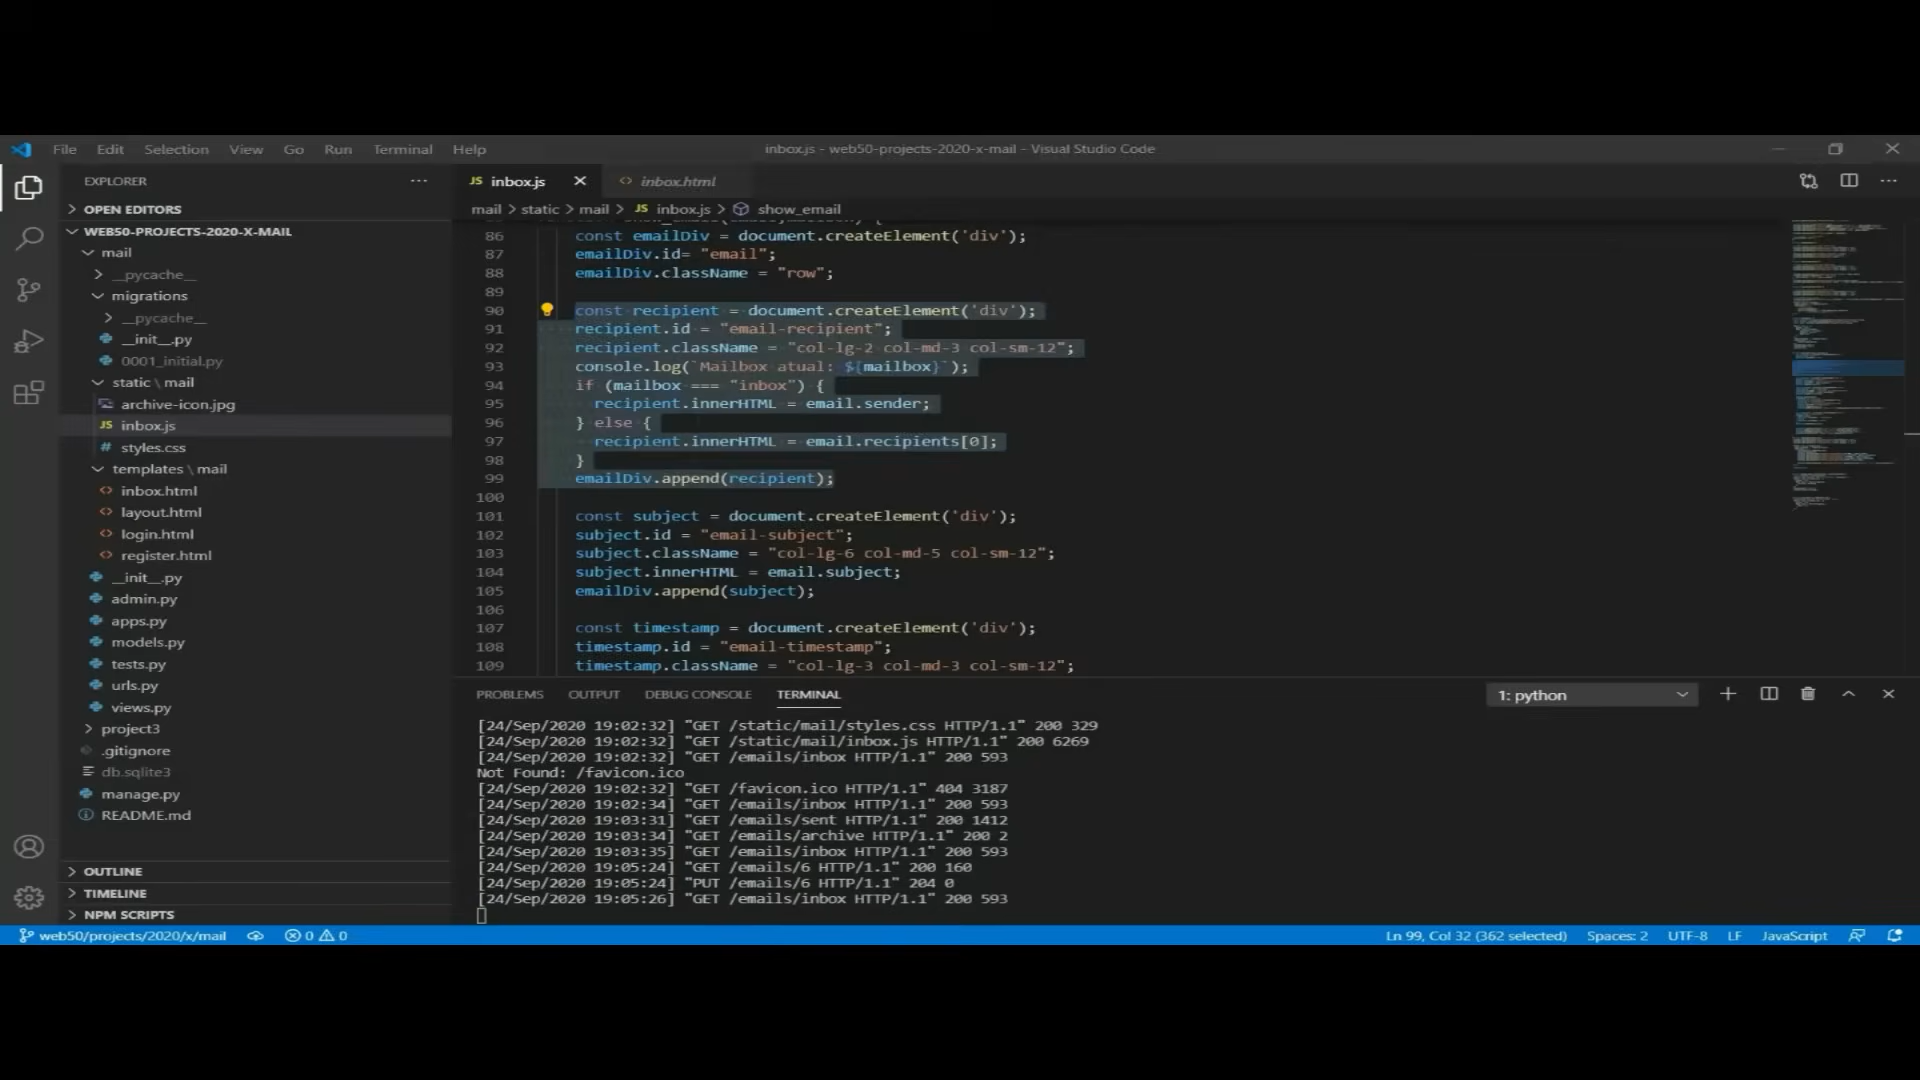 File Edit Selection View Go Run Terminal Help
inbox.js - web50-projects-2020-x-mail - Visual Studio Code
EXPLORER
OPEN EDITORS
WEB50-PROJECTS-2020-X-MAIL
mail
__pycache__
migrations
__pycache__
__init__.py
0001_initial.py
static \ mail
archive-icon.jpg
JS inbox.js
# styles.css
templates \ mail
<> inbox.html
<> layout.html
<> login.html
<> register.html
__init__.py
admin.py
apps.py
models.py
tests.py
urls.py
views.py
project3
.gitignore
db.sqlite3
manage.py
README.md
OUTLINE
TIMELINE
NPM SCRIPTS
JS inbox.js
<> inbox.html
mail > static > mail > JS inbox.js > show_email
86 const emailDiv = document.createElement('div');
87 emailDiv.id= "email";
88 emailDiv.className = "row";
89
90 const recipient = document.createElement('div');
91 recipient.id = "email-recipient";
92 recipient.className = "col-lg-2 col-md-3 col-sm-12";
93 console.log(`Mailbox atual: ${mailbox}`);
94 if (mailbox === "inbox") {
95 recipient.innerHTML = email.sender;
96 } else {
97 recipient.innerHTML = email.recipients[0];
98 }
99 emailDiv.append(recipient);
100
101 const subject = document.createElement('div');
102 subject.id = "email-subject";
103 subject.className = "col-lg-6 col-md-5 col-sm-12";
104 subject.innerHTML = email.subject;
105 emailDiv.append(subject);
106
107 const timestamp = document.createElement('div');
108 timestamp.id = "email-timestamp";
109 timestamp.className = "col-lg-3 col-md-3 col-sm-12";
PROBLEMS OUTPUT DEBUG CONSOLE TERMINAL
1: python
[24/Sep/2020 19:02:32] "GET /static/mail/styles.css HTTP/1.1" 200 329
[24/Sep/2020 19:02:32] "GET /static/mail/inbox.js HTTP/1.1" 200 6269
[24/Sep/2020 19:02:32] "GET /emails/inbox HTTP/1.1" 200 593
Not Found: /favicon.ico
[24/Sep/2020 19:02:32] "GET /favicon.ico HTTP/1.1" 404 3187
[24/Sep/2020 19:02:34] "GET /emails/inbox HTTP/1.1" 200 593
[24/Sep/2020 19:03:31] "GET /emails/sent HTTP/1.1" 200 1412
[24/Sep/2020 19:03:34] "GET /emails/archive HTTP/1.1" 200 2
[24/Sep/2020 19:03:35] "GET /emails/inbox HTTP/1.1" 200 593
[24/Sep/2020 19:05:24] "GET /emails/6 HTTP/1.1" 200 160
[24/Sep/2020 19:05:24] "PUT /emails/6 HTTP/1.1" 204 0
[24/Sep/2020 19:05:26] "GET /emails/inbox HTTP/1.1" 200 593
web50/projects/2020/x/mail 0 0
Ln 99, Col 32 (362 selected) Spaces: 2 UTF-8 LF JavaScript